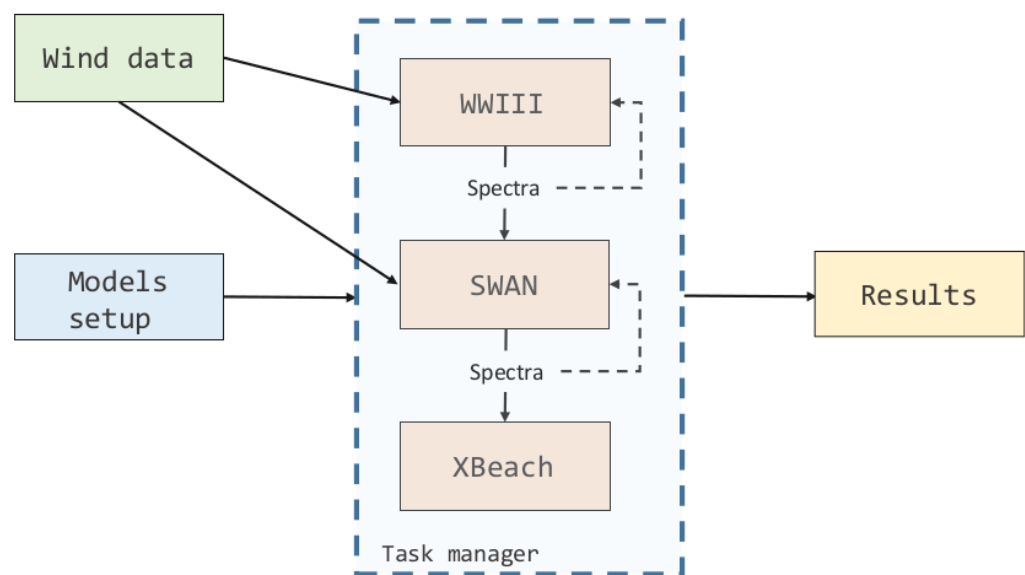 Wind data
WWIII
Spectra
Models
setup
SWAN
Results
Spectra
XBeach
Task manager